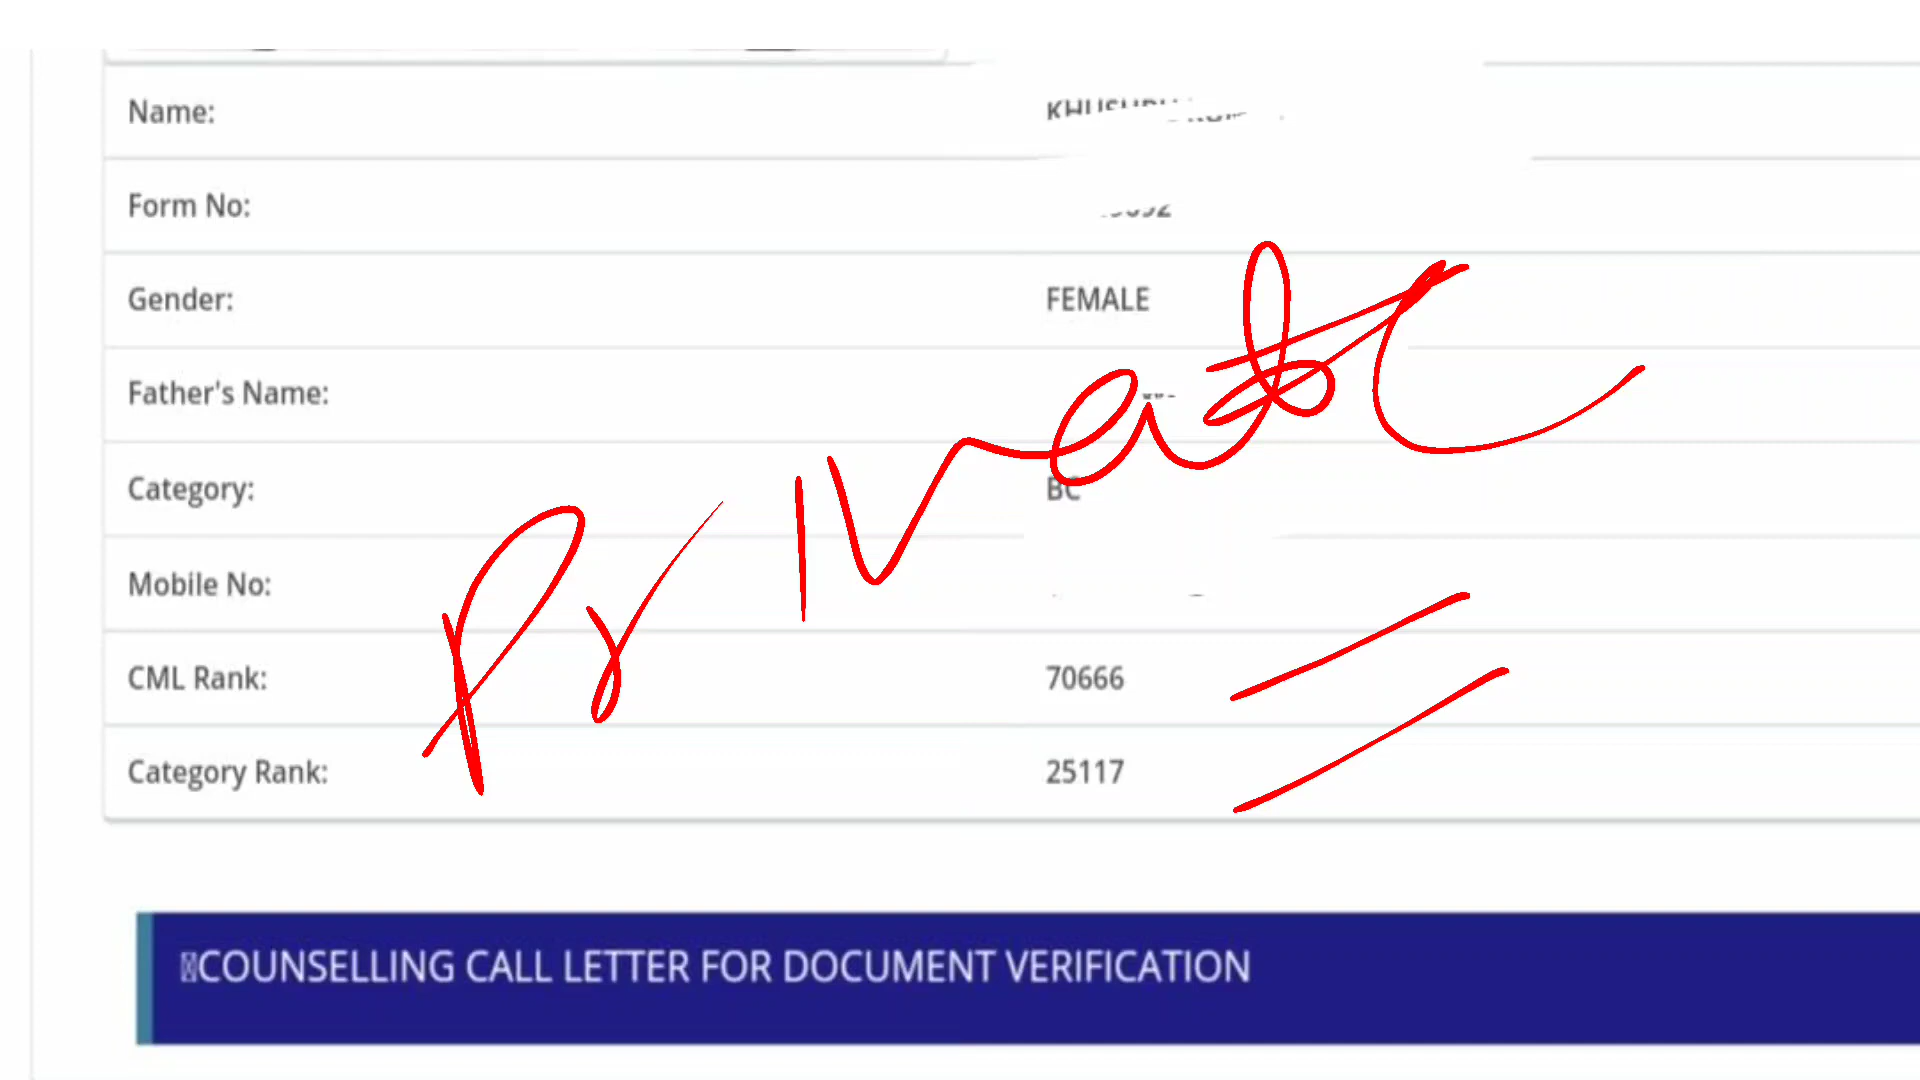 Name:
Form No:
Gender: FEMALE
Father's Name:
Category: BC
Mobile No:
CML Rank: 70666
Category Rank: 25117
Private
COUNSELLING CALL LETTER FOR DOCUMENT VERIFICATION